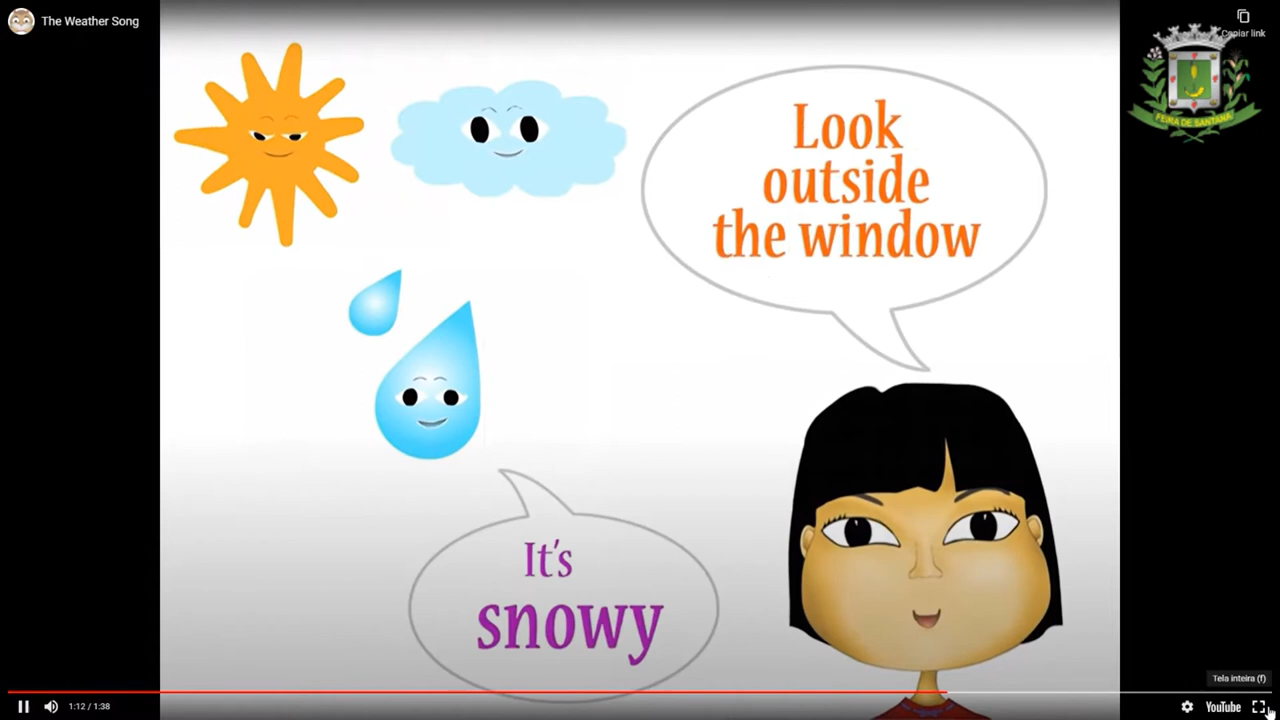 The Weather Song
Copiar link
FEIRA DE SANTANA
Look
outside
the window
It's
snowy
Tela inteira (f)
1:12 / 1:38
YouTube